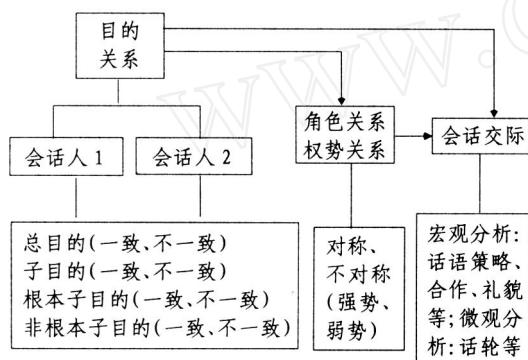 目的
关系
会话人1
会话人2
角色关系
权势关系
会话交际
总目的(一致、不一致)
子目的(一致、不一致)
根本子目的(一致、不一致)
非根本子目的(一致、不一致)
对称、
不对称
(强势、
弱势)
宏观分析:
话语策略、
合作、礼貌
等;微观分
析:话轮等
www.c